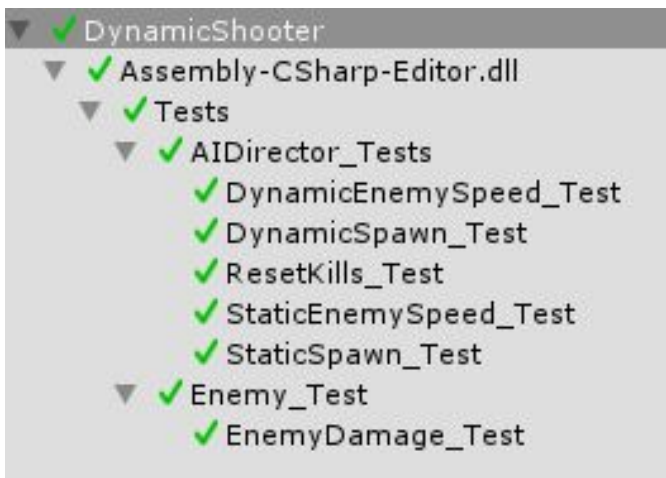 DynamicShooter
Assembly-CSharp-Editor.dll
Tests
AIDirector_Tests
DynamicEnemySpeed_Test
DynamicSpawn_Test
ResetKills_Test
StaticEnemySpeed_Test
StaticSpawn_Test
Enemy_Test
EnemyDamage_Test